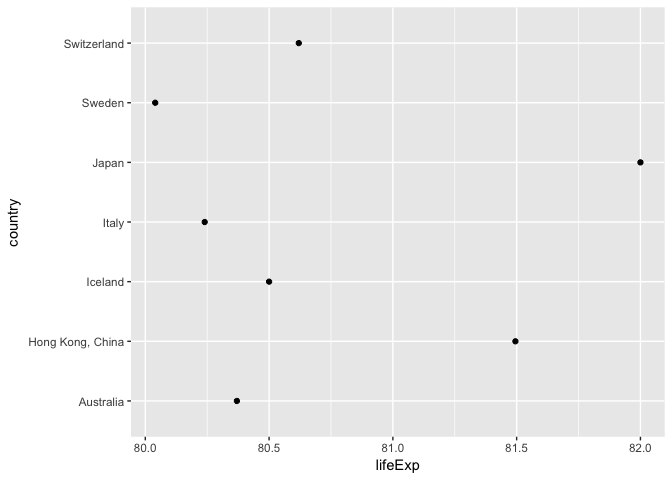 Switzerland
Sweden
Japan
Italy
Iceland
Hong Kong, China
Australia
country
80.0 80.5 81.0 81.5 82.0
lifeExp